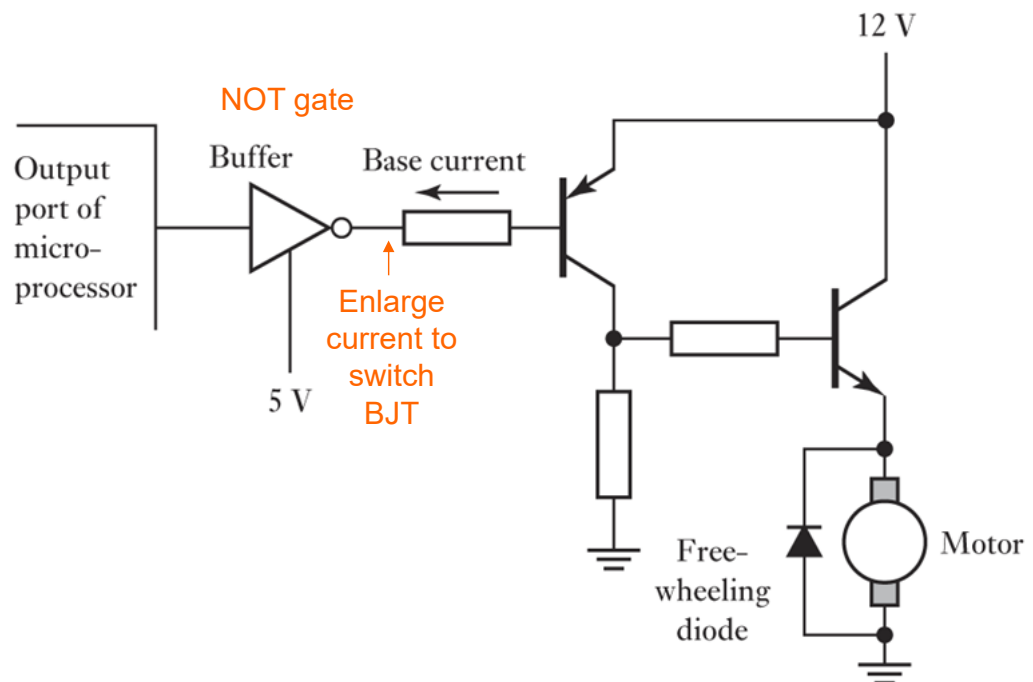 12 V
NOT gate
Buffer
Base current
Output
port of
micro-
processor
Enlarge
current to
switch
BJT
5 V
Free-
wheeling
diode
Motor